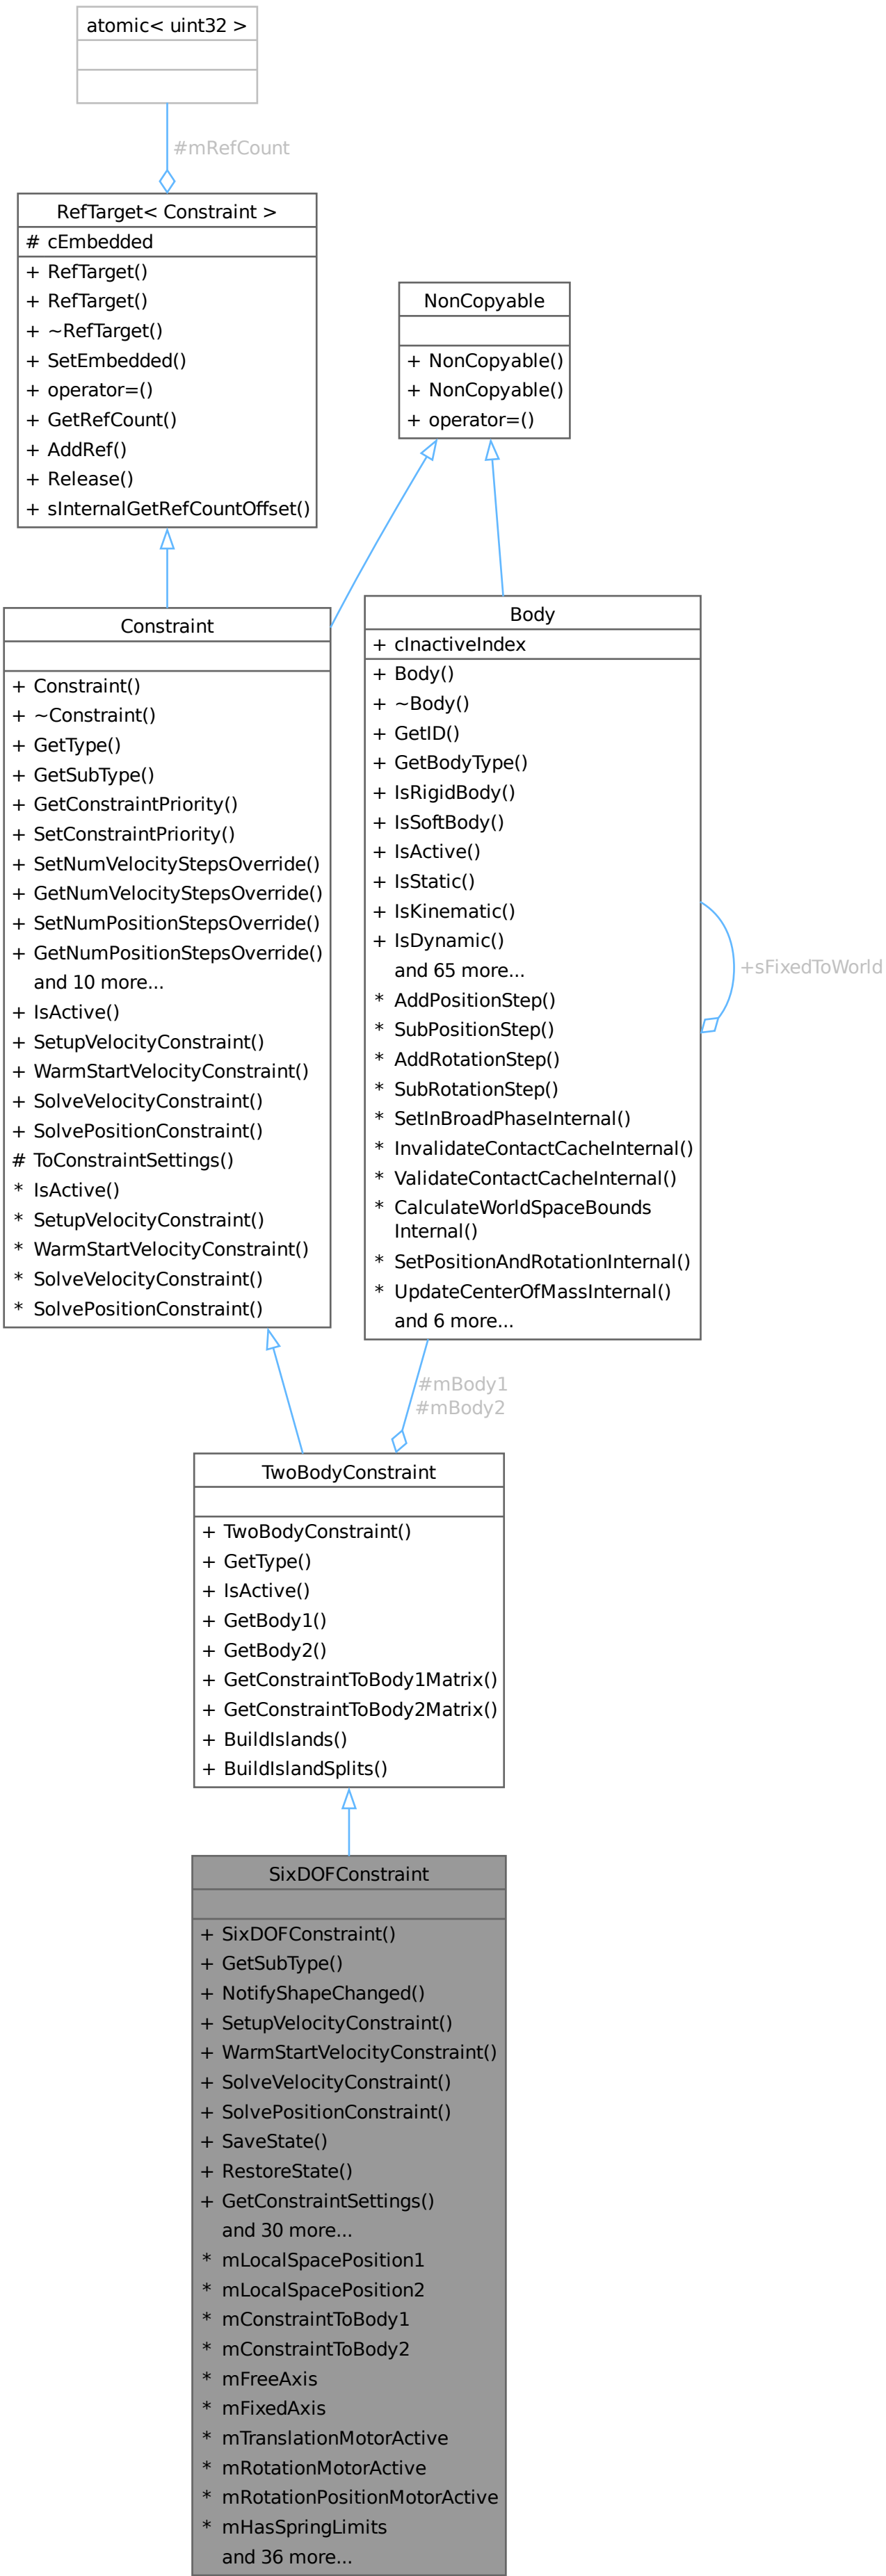 atomic< uint32 >
#mRefCount
RefTarget< Constraint >
# cEmbedded
+ RefTarget()
+ RefTarget()
+ ~RefTarget()
+ SetEmbedded()
+ operator=()
+ GetRefCount()
+ AddRef()
+ Release()
+ sInternalGetRefCountOffset()
NonCopyable
+ NonCopyable()
+ NonCopyable()
+ operator=()
Constraint
+ Constraint()
+ ~Constraint()
+ GetType()
+ GetSubType()
+ GetConstraintPriority()
+ SetConstraintPriority()
+ SetNumVelocityStepsOverride()
+ GetNumVelocityStepsOverride()
+ SetNumPositionStepsOverride()
+ GetNumPositionStepsOverride()
and 10 more...
+ IsActive()
+ SetupVelocityConstraint()
+ WarmStartVelocityConstraint()
+ SolveVelocityConstraint()
+ SolvePositionConstraint()
# ToConstraintSettings()
* IsActive()
* SetupVelocityConstraint()
* WarmStartVelocityConstraint()
* SolveVelocityConstraint()
* SolvePositionConstraint()
Body
+ cInactiveIndex
+ Body()
+ ~Body()
+ GetID()
+ GetBodyType()
+ IsRigidBody()
+ IsSoftBody()
+ IsActive()
+ IsStatic()
+ IsKinematic()
+ IsDynamic()
and 65 more...
* AddPositionStep()
* SubPositionStep()
* AddRotationStep()
* SubRotationStep()
* SetInBroadPhaseInternal()
* InvalidateContactCacheInternal()
* ValidateContactCacheInternal()
* CalculateWorldSpaceBounds
Internal()
* SetPositionAndRotationInternal()
* UpdateCenterOfMassInternal()
and 6 more...
+sFixedToWorld
#mBody1
#mBody2
TwoBodyConstraint
+ TwoBodyConstraint()
+ GetType()
+ IsActive()
+ GetBody1()
+ GetBody2()
+ GetConstraintToBody1Matrix()
+ GetConstraintToBody2Matrix()
+ BuildIslands()
+ BuildIslandSplits()
SixDOFConstraint
+ SixDOFConstraint()
+ GetSubType()
+ NotifyShapeChanged()
+ SetupVelocityConstraint()
+ WarmStartVelocityConstraint()
+ SolveVelocityConstraint()
+ SolvePositionConstraint()
+ SaveState()
+ RestoreState()
+ GetConstraintSettings()
and 30 more...
* mLocalSpacePosition1
* mLocalSpacePosition2
* mConstraintToBody1
* mConstraintToBody2
* mFreeAxis
* mFixedAxis
* mTranslationMotorActive
* mRotationMotorActive
* mRotationPositionMotorActive
* mHasSpringLimits
and 36 more...